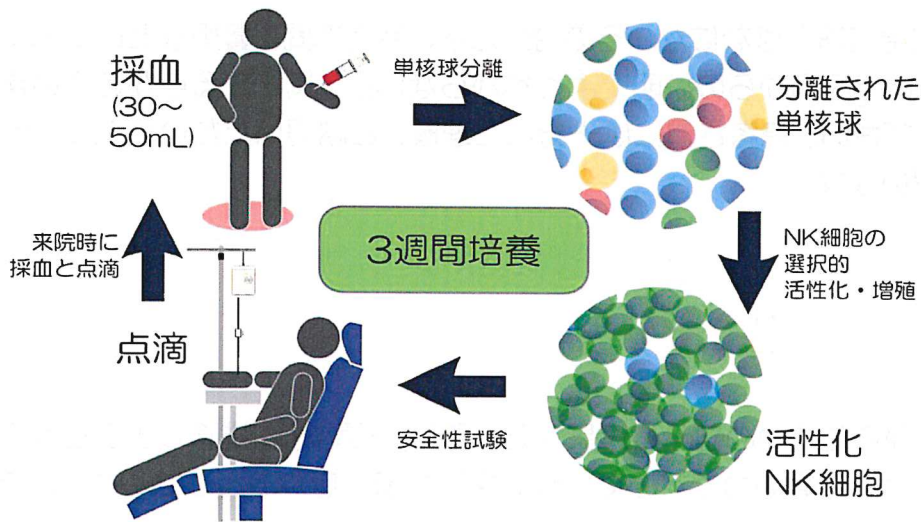 採血
(30～
50mL)
単核球分離
分離された
単核球
NK細胞の
選択的
活性化・増殖
活性化
NK細胞
安全性試験
点滴
来院時に
採血と点滴
3週間培養